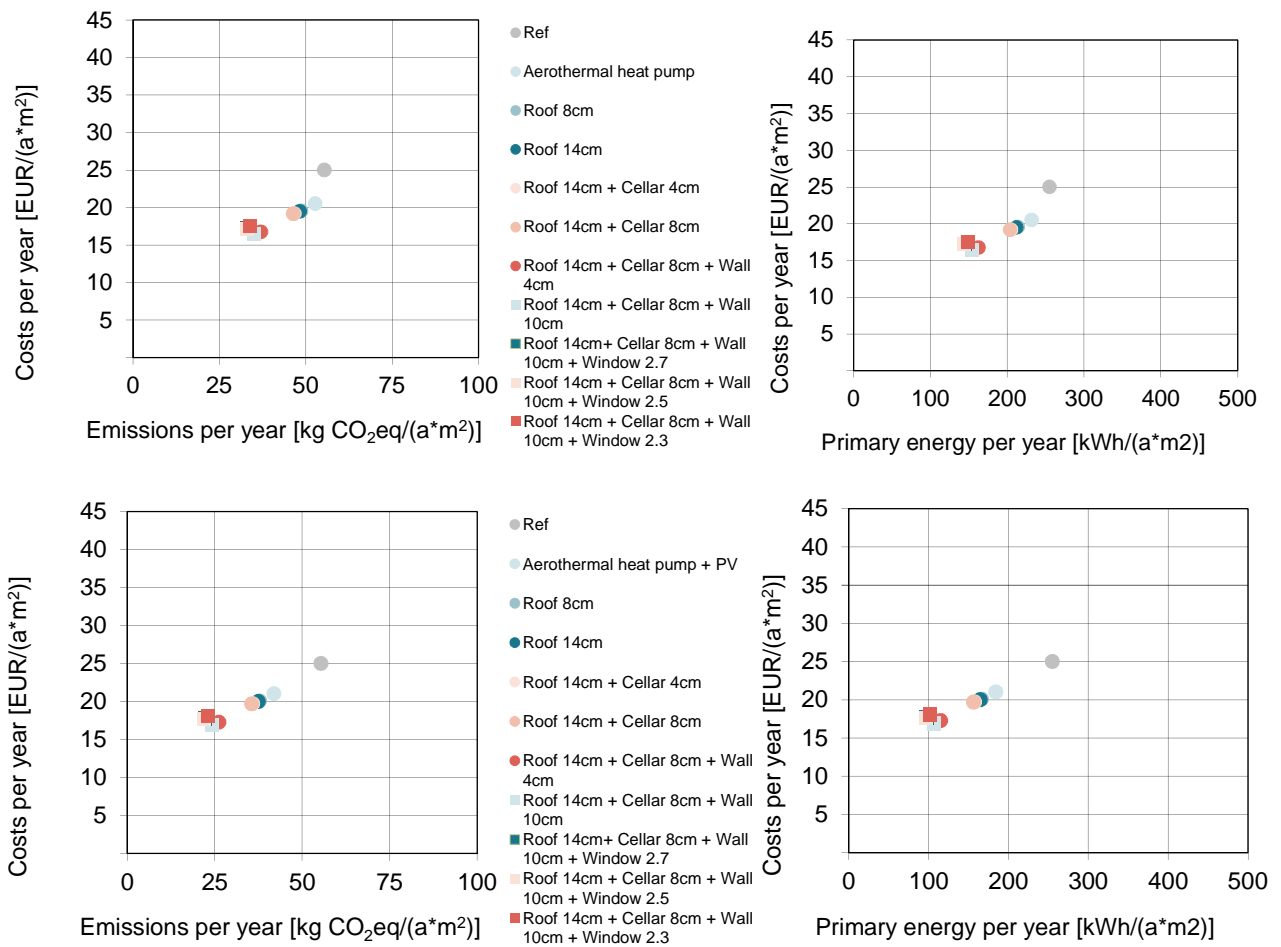 45
40
35
30
25
20
15
10
5
0
25
50
75
100
Costs per year [EUR/(a*m²)]
Emissions per year [kg CO₂eq/(a*m²)]
Ref
Aerothermal heat pump
Roof 8cm
Roof 14cm
Roof 14cm + Cellar 4cm
Roof 14cm + Cellar 8cm
Roof 14cm + Cellar 8cm + Wall
4cm
Roof 14cm + Cellar 8cm + Wall
10cm
Roof 14cm+ Cellar 8cm + Wall
10cm + Window 2.7
Roof 14cm + Cellar 8cm + Wall
10cm + Window 2.5
Roof 14cm + Cellar 8cm + Wall
10cm + Window 2.3
45
40
35
30
25
20
15
10
5
0
100
200
300
400
500
Costs per year [EUR/(a*m²)]
Primary energy per year [kWh/(a*m2)]
45
40
35
30
25
20
15
10
5
0
25
50
75
100
Costs per year [EUR/(a*m²)]
Emissions per year [kg CO₂eq/(a*m²)]
Ref
Aerothermal heat pump + PV
Roof 8cm
Roof 14cm
Roof 14cm + Cellar 4cm
Roof 14cm + Cellar 8cm
Roof 14cm + Cellar 8cm + Wall
4cm
Roof 14cm + Cellar 8cm + Wall
10cm
Roof 14cm+ Cellar 8cm + Wall
10cm + Window 2.7
Roof 14cm + Cellar 8cm + Wall
10cm + Window 2.5
Roof 14cm + Cellar 8cm + Wall
10cm + Window 2.3
45
40
35
30
25
20
15
10
5
0
100
200
300
400
500
Costs per year [EUR/(a*m²)]
Primary energy per year [kWh/(a*m2)]